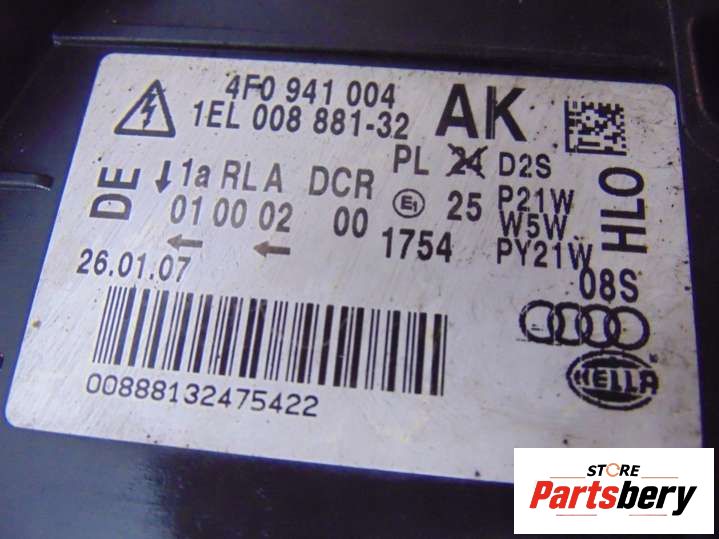 4F0 941 004 AK
1EL 008 881-32
PL 24 D2S
DE 1a RL A DCR E1 25 P21W
01 00 02 00 1754 W5W
PY21W
HLO
26.01.07
08S
HELLA
00888132475422
STORE
Partsbery